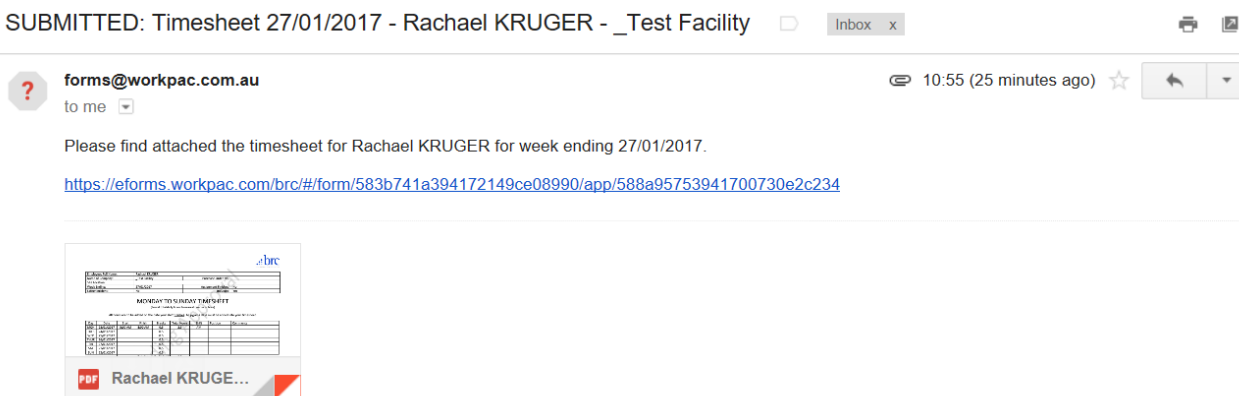 SUBMITTED: Timesheet 27/01/2017 - Rachael KRUGER - _Test Facility
Inbox x
forms@workpac.com.au
10:55 (25 minutes ago)
to me
Please find attached the timesheet for Rachael KRUGER for week ending 27/01/2017.
https://eforms.workpac.com/brc/#/form/583b741a394172149ce08990/app/588a95753941700730e2c234
brc
MONDAY TO SUNDAY TIMESHEET
PDF Rachael KRUGE...